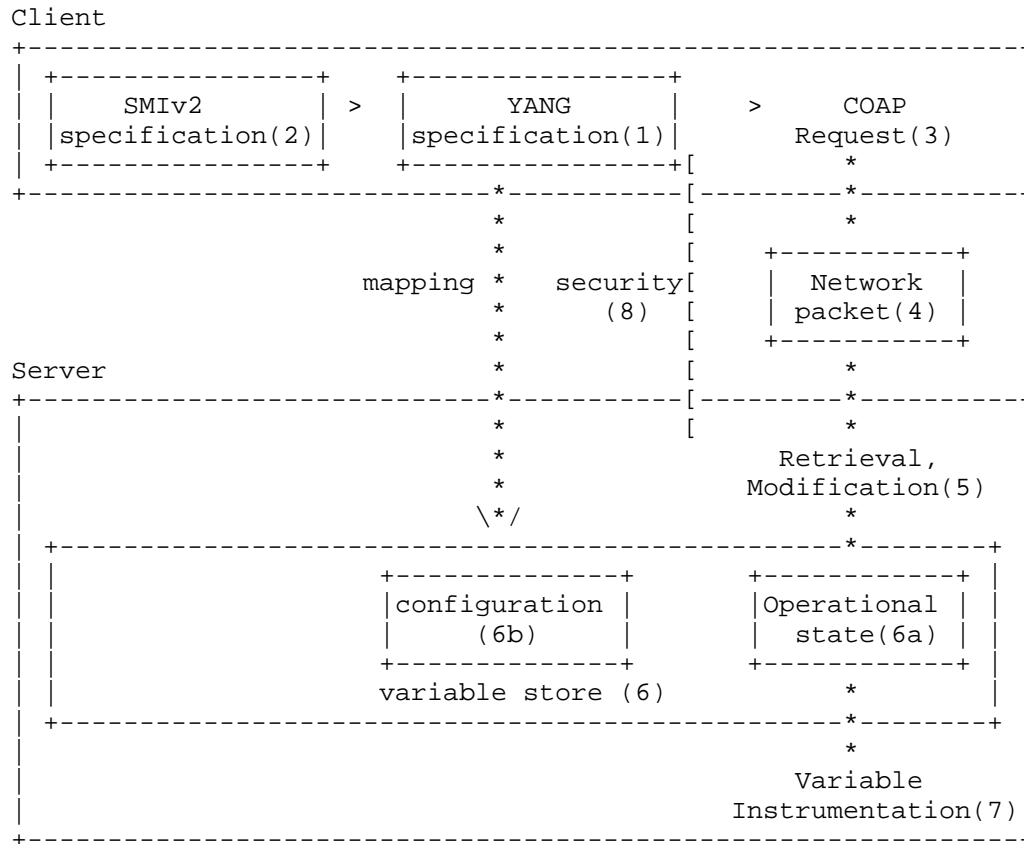 Client
SMIv2 > YANG > COAP
specification(2) specification(1) Request(3)
*
*
* [ *
* [
mapping * security[ Network
* (8) [ packet(4)
* [
Server * [ *
*
* [ *
* Retrieval,
* Modification(5)
\*/ *
*
configuration Operational
(6b) state(6a)
variable store (6) *
*
*
Variable
Instrumentation(7)